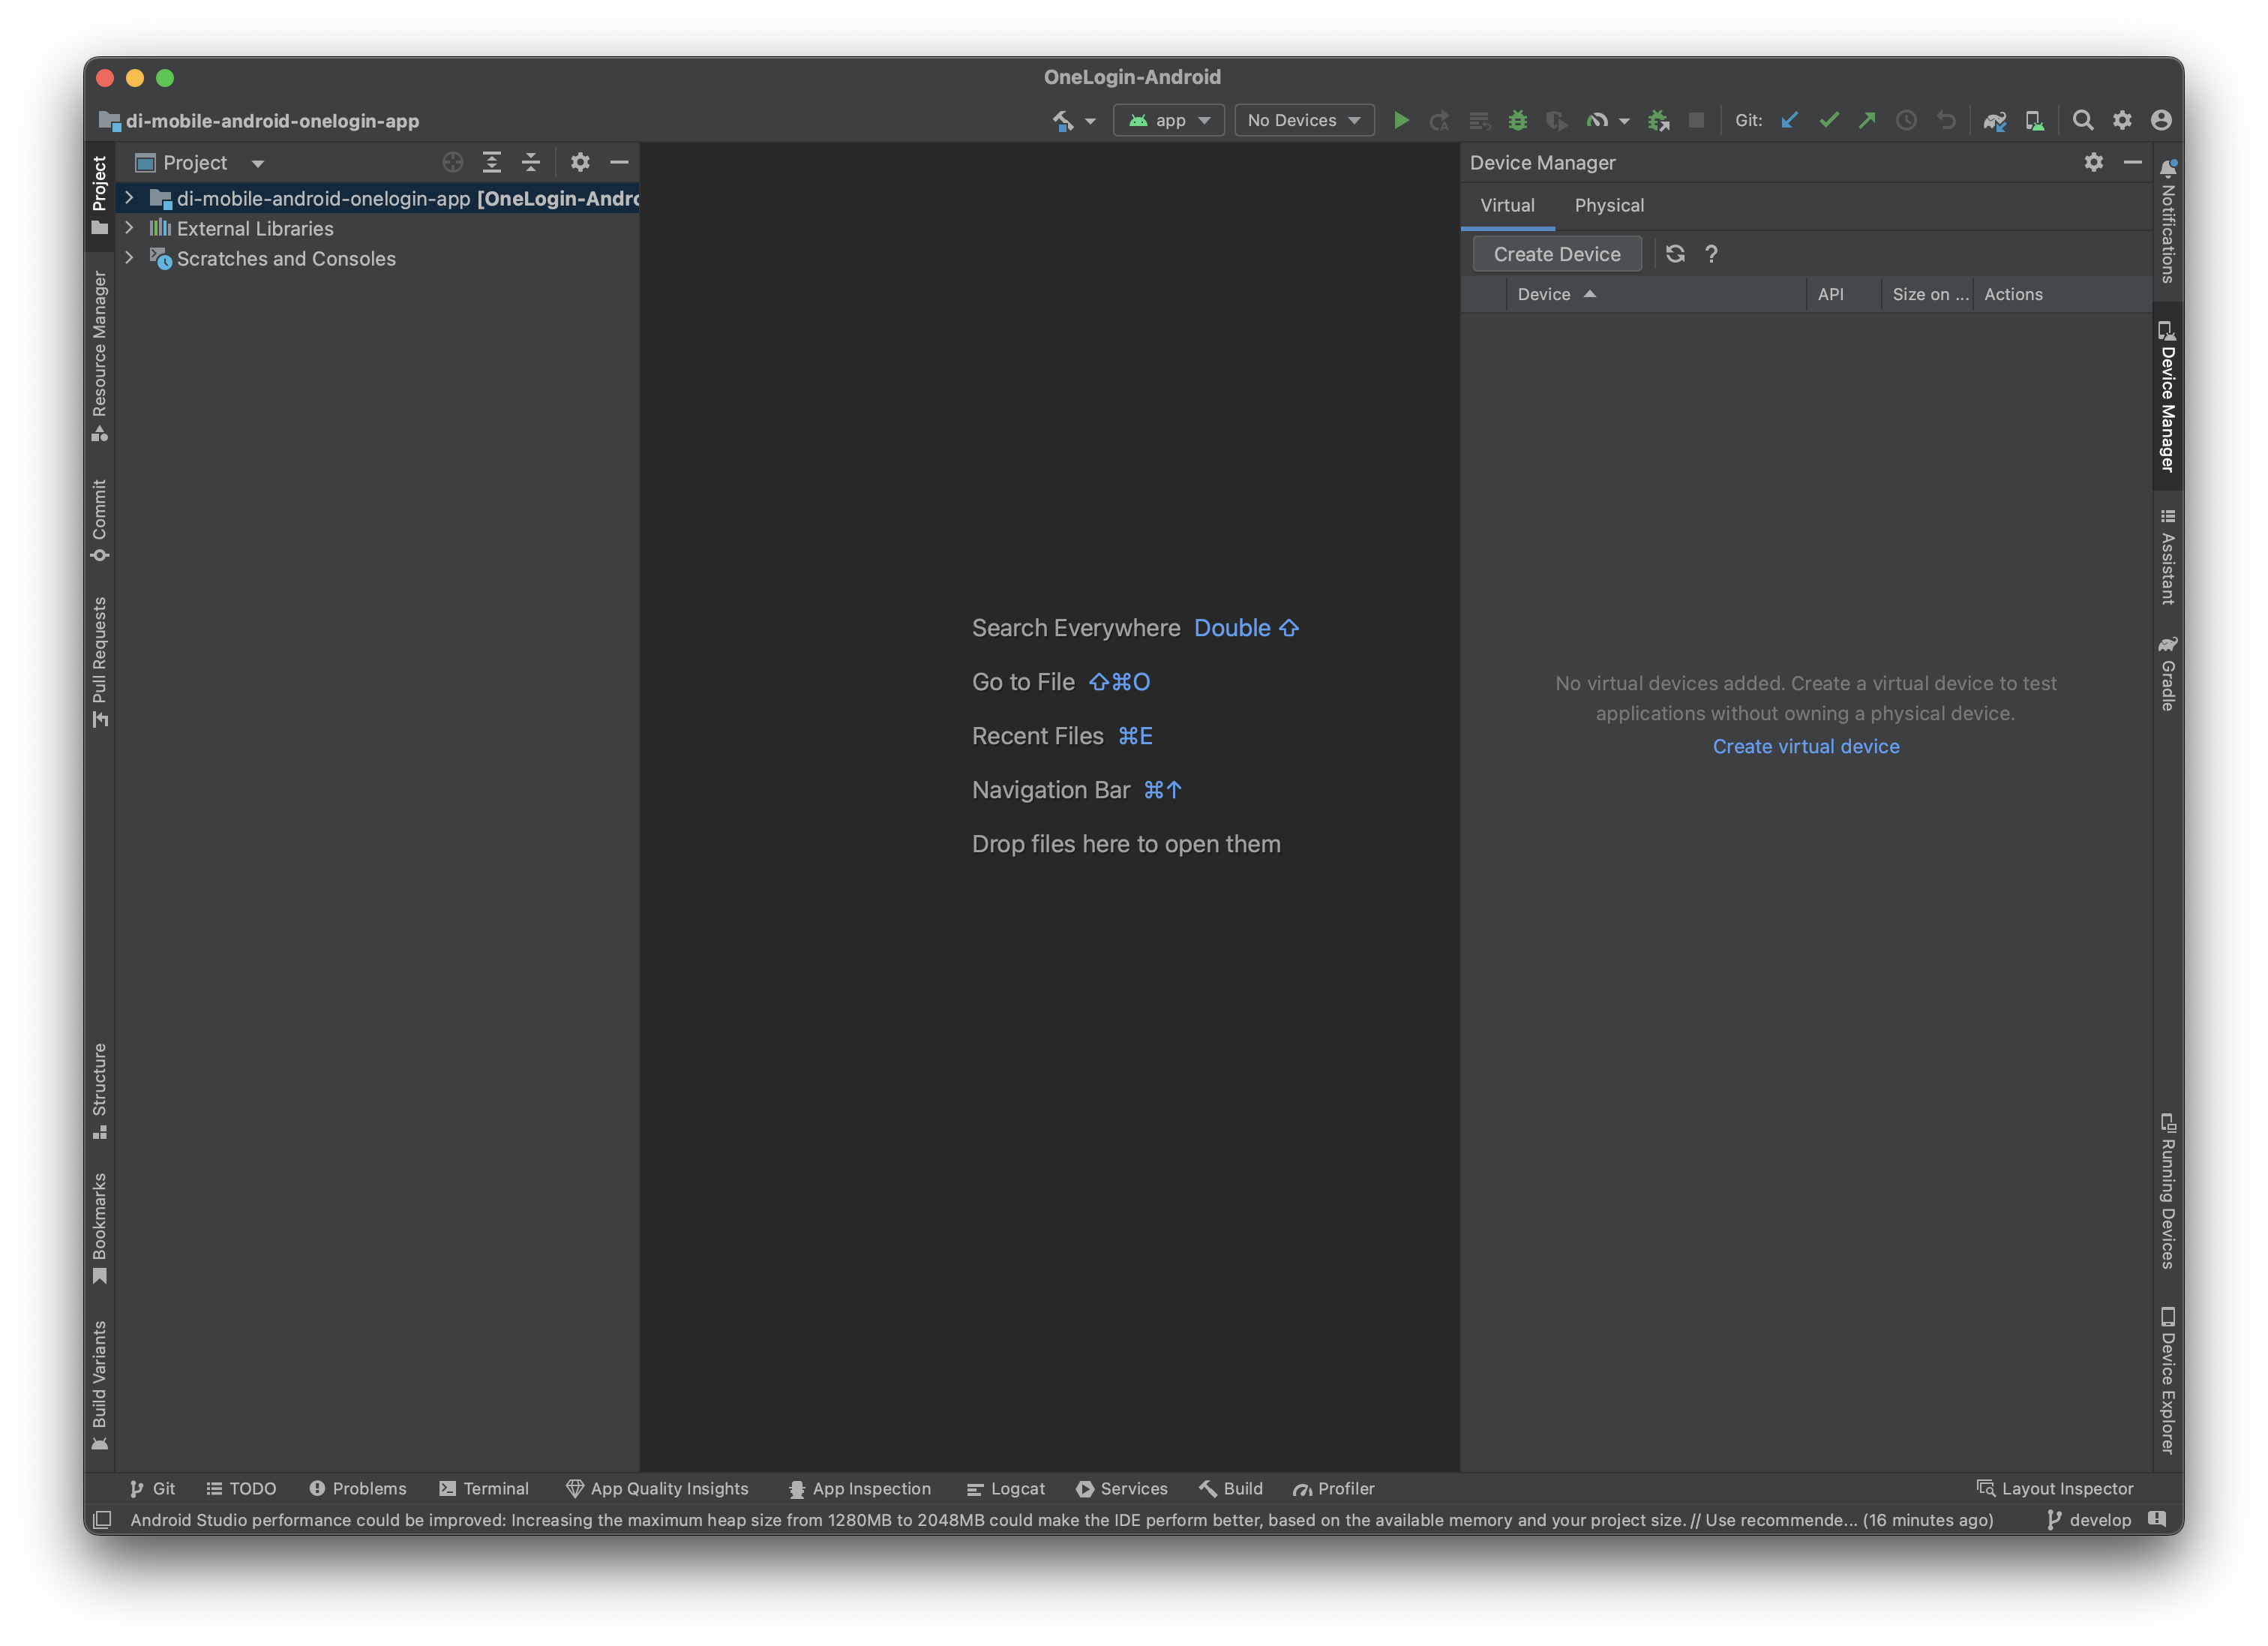 OneLogin-Android
di-mobile-android-onelogin-app
app
No Devices
Git:
Project
di-mobile-android-onelogin-app [OneLogin-Andro
External Libraries
Scratches and Consoles
Project
Resource Manager
Commit
Pull Requests
Structure
Bookmarks
Build Variants
Search Everywhere Double ⇧
Go to File ⇧⌘O
Recent Files ⌘E
Navigation Bar ⌘↑
Drop files here to open them
Device Manager
Virtual Physical
Create Device ?
Device API Size on ... Actions
No virtual devices added. Create a virtual device to test
applications without owning a physical device.
Create virtual device
Notifications
Device Manager
Assistant
Gradle
Running Devices
Device Explorer
Git TODO Problems Terminal App Quality Insights App Inspection Logcat Services Build Profiler Layout Inspector
Android Studio performance could be improved: Increasing the maximum heap size from 1280MB to 2048MB could make the IDE perform better, based on the available memory and your project size. // Use recommende... (16 minutes ago) develop